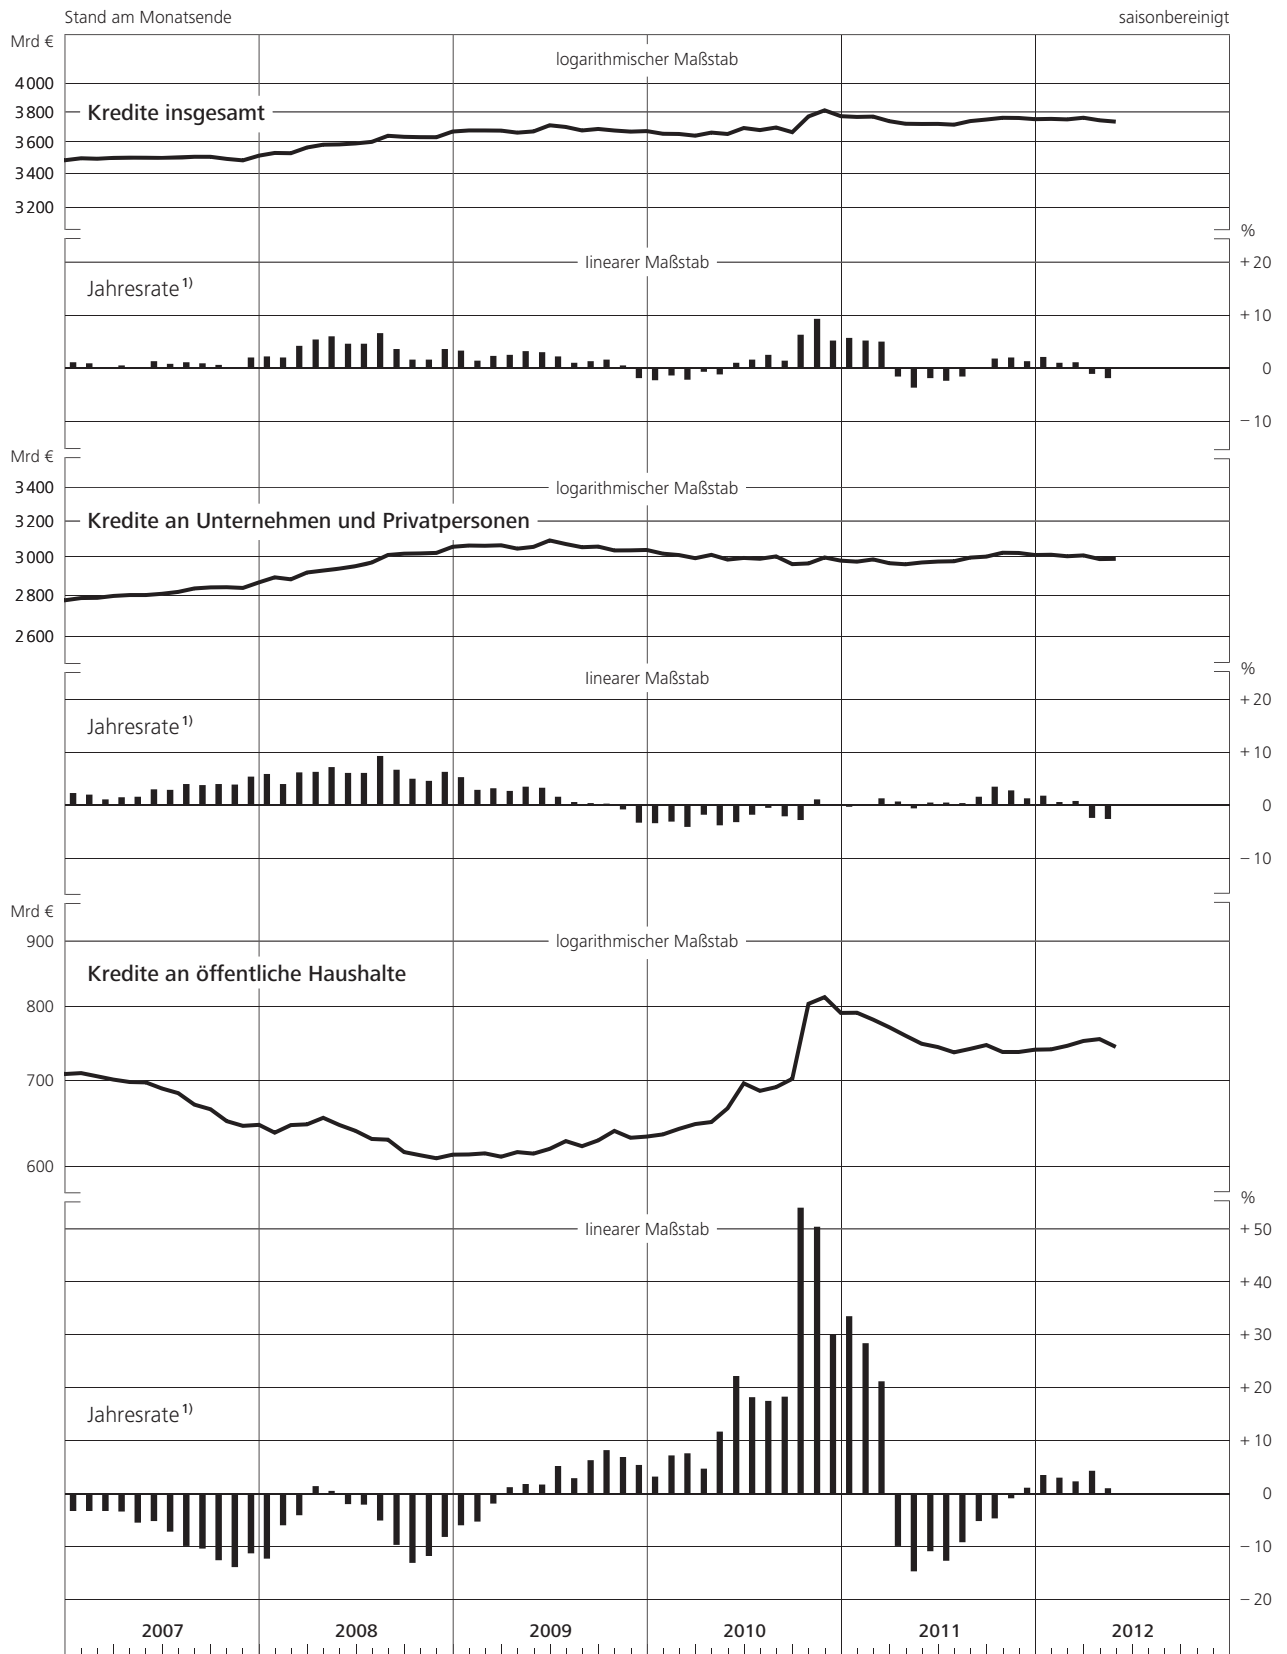 Stand am Monatsende saisonbereinigt
Mrd €
logarithmischer Maßstab
4 000
3 800
Kredite insgesamt
3 600
3 400
3 200
%
linearer Maßstab
+ 20
Jahresrate 1)
+ 10
0
− 10
Mrd €
3 400
logarithmischer Maßstab
3 200
Kredite an Unternehmen und Privatpersonen
3 000
2 800
2 600
%
linearer Maßstab
+ 20
Jahresrate 1)
+ 10
0
− 10
Mrd €
900
logarithmischer Maßstab
Kredite an öffentliche Haushalte
800
700
600
%
linearer Maßstab
+ 50
+ 40
+ 30
+ 20
Jahresrate 1)
+ 10
0
− 10
− 20
2007 2008 2009 2010 2011 2012